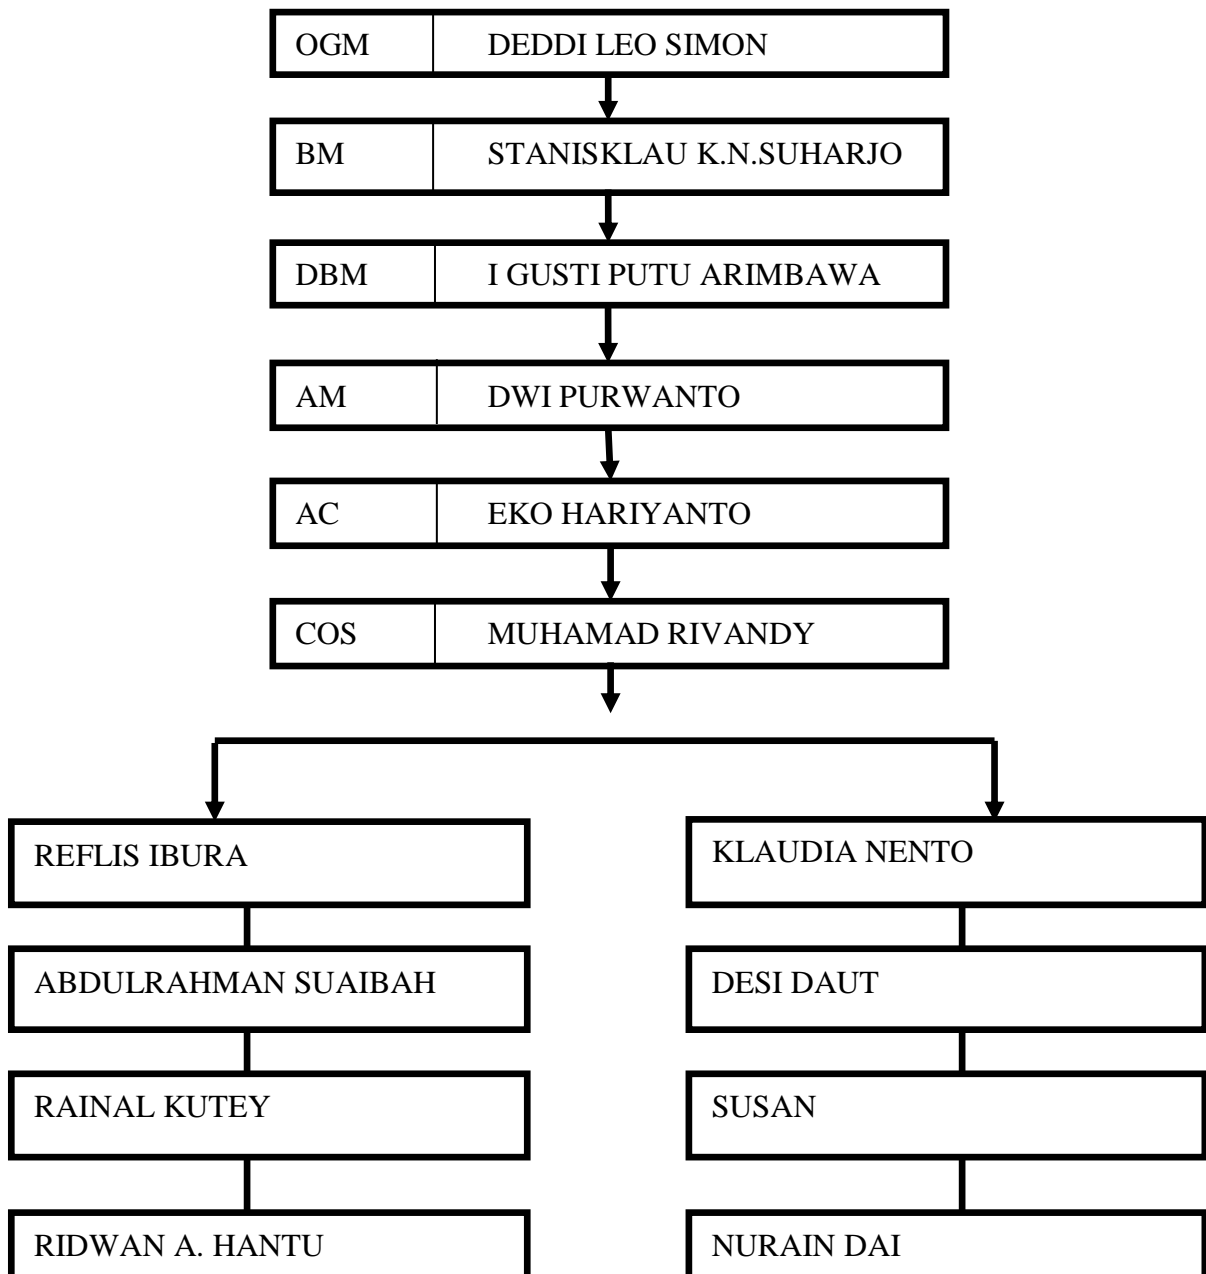 OGM DEDDI LEO SIMON
BM STANISKLAU K.N.SUHARJO
DBM I GUSTI PUTU ARIMBAWA
AM DWI PURWANTO
AC EKO HARIYANTO
COS MUHAMAD RIVANDY
REFLIS IBURA
ABDULRAHMAN SUAIBAH
RAINAL KUTEY
RIDWAN A. HANTU
KLAUDIA NENTO
DESI DAUT
SUSAN
NURAIN DAI